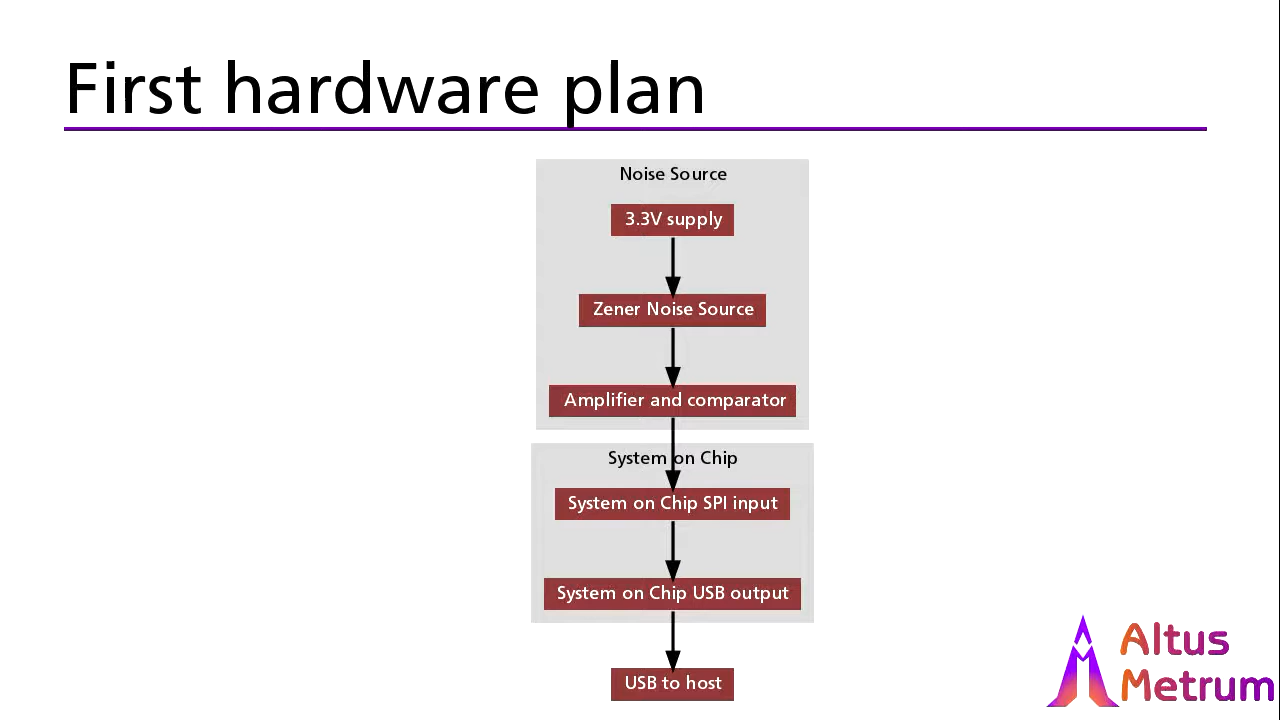 First hardware plan
Noise Source
3.3V supply
Zener Noise Source
Amplifier and comparator
System on Chip
System on Chip SPI input
System on Chip USB output
USB to host
Altus
Metrum